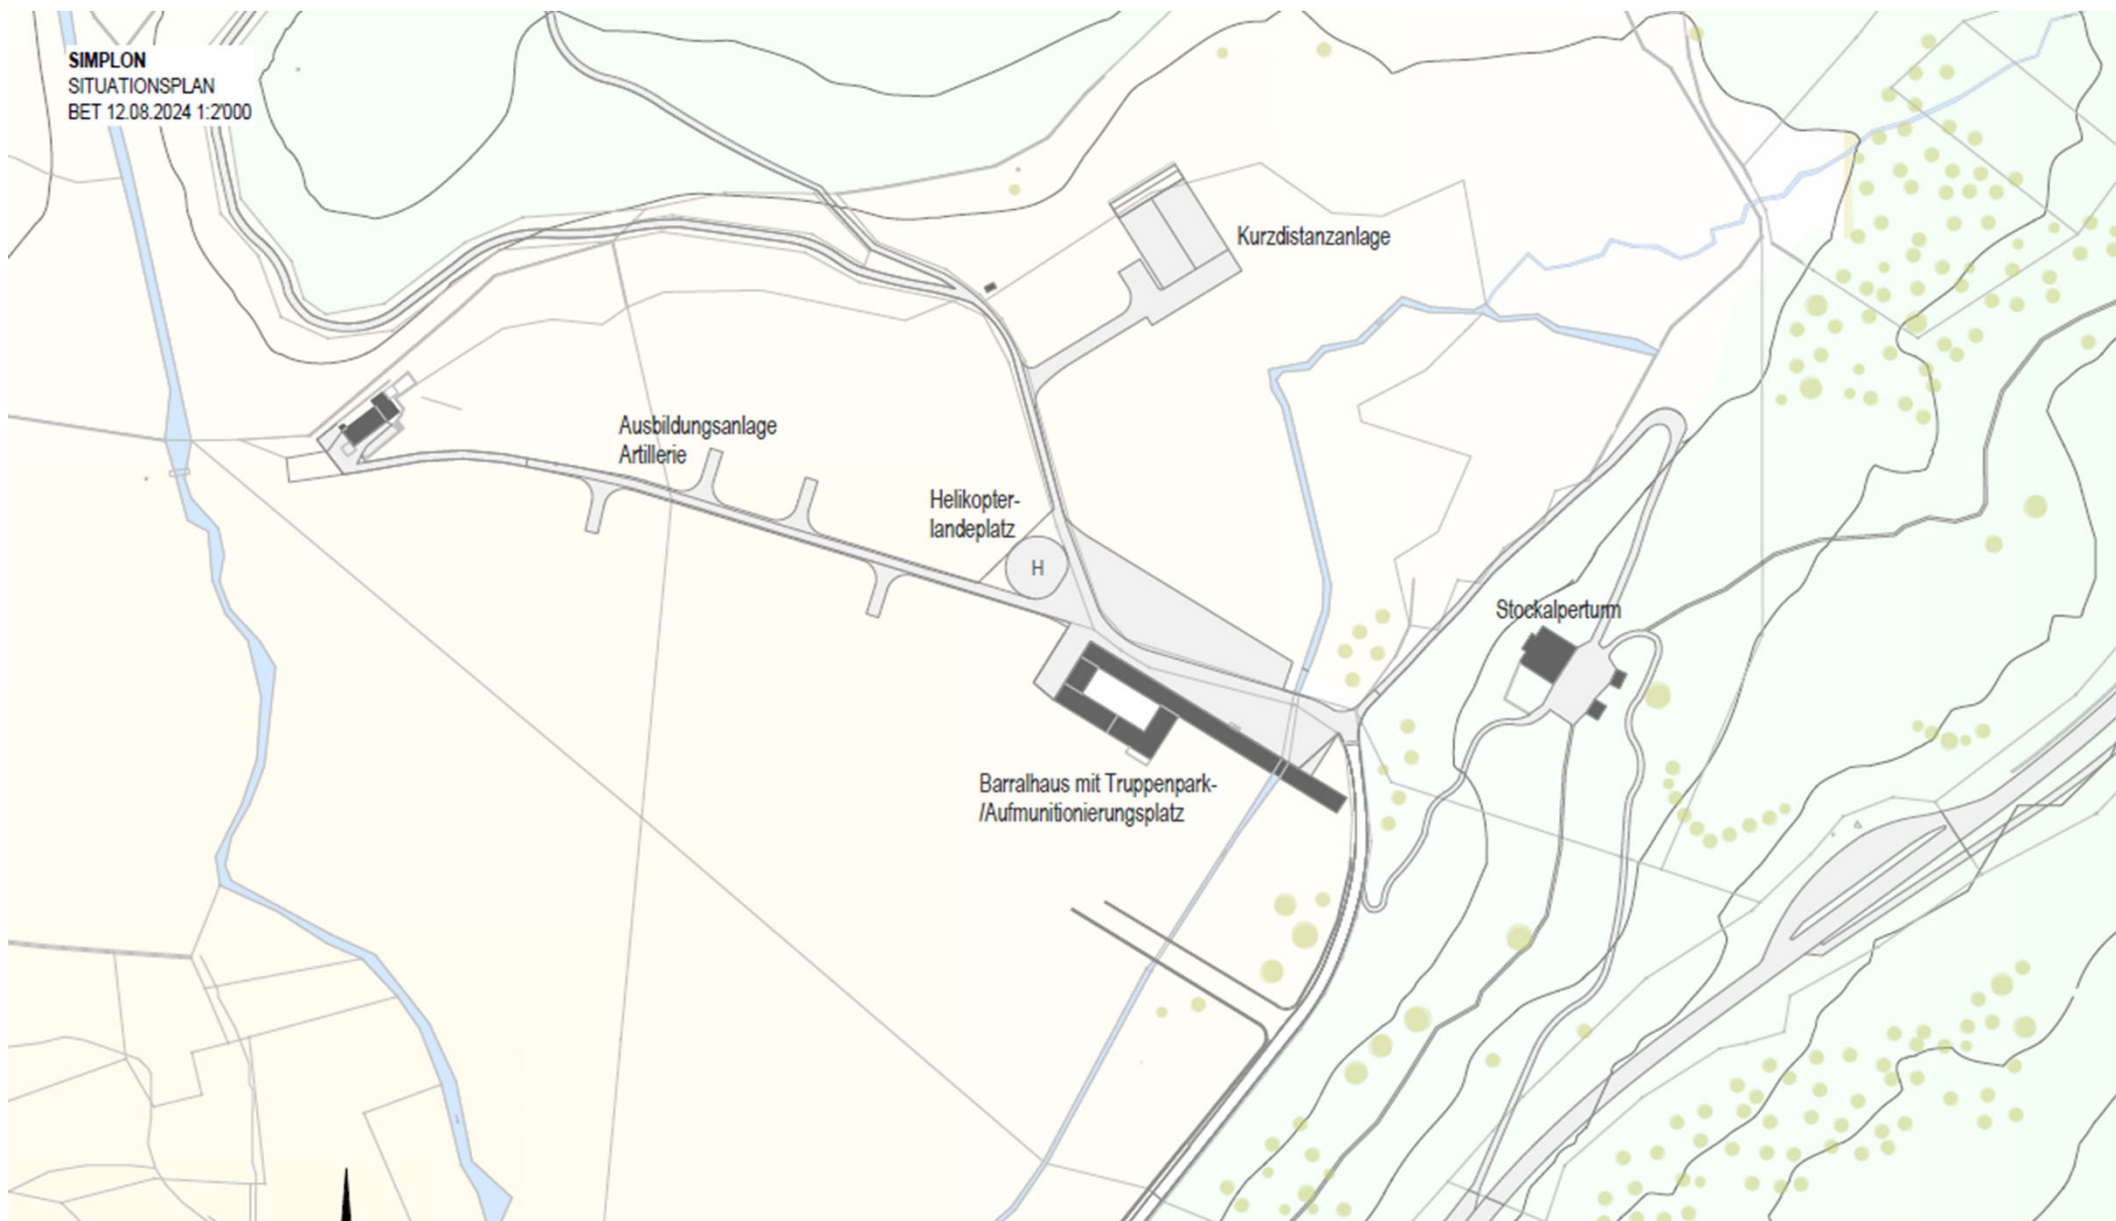 SIMPLON
SITUATIONSPLAN
BET 12.08.2024 1:2'000
Kurzdistanzanlage
Ausbildungsanlage
Artillerie
Helikopter-
landeplatz
H
Stockalperturm
Barralhaus mit Truppenpark-
/Aufmunitionierungsplatz